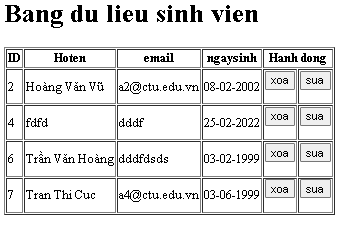 Bang du lieu sinh vien
ID Hoten email ngaysinh Hanh dong
2 Hoàng Văn Vũ a2@ctu.edu.vn 08-02-2002 xoa sua
4 fdfd dddf 25-02-2022 xoa sua
6 Trần Văn Hoàng dddfdsds 03-02-1999 xoa sua
7 Tran Thi Cuc a4@ctu.edu.vn 03-06-1999 xoa sua